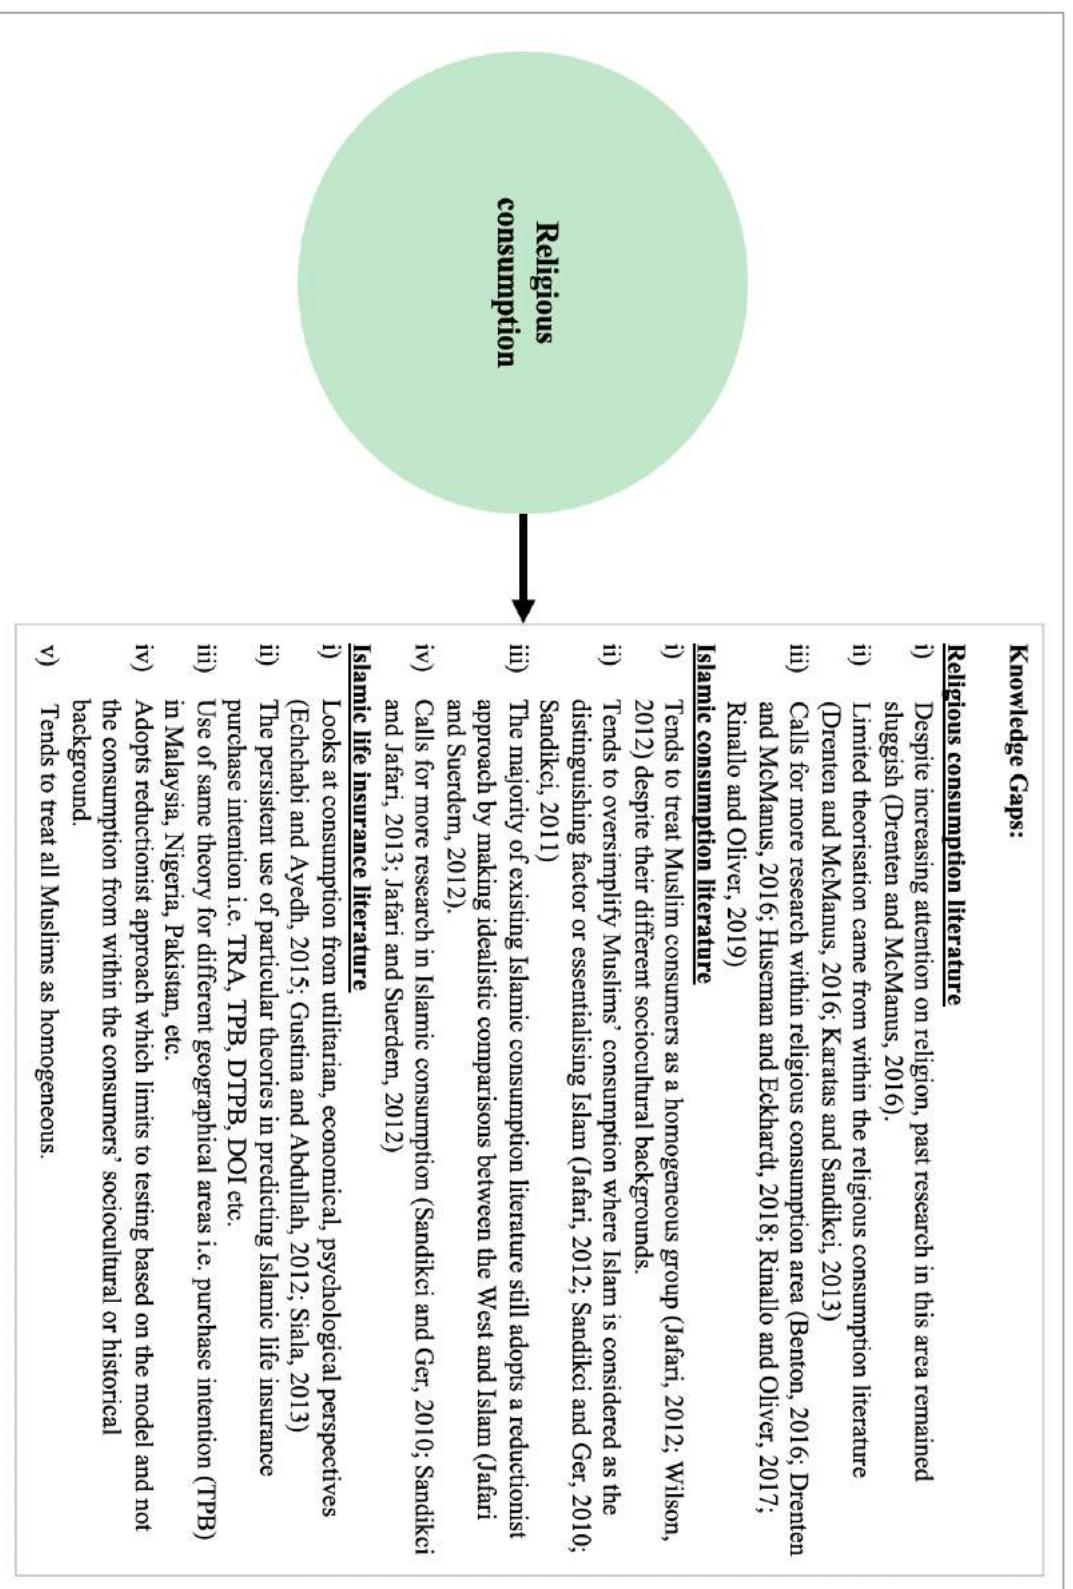 Religious
consumption
Knowledge Gaps:
Religious consumption literature
i) Despite increasing attention on religion, past research in this area remained
sluggish (Drenten and McManus, 2016).
ii) Limited theorisation came from within the religious consumption literature
(Drenten and McManus, 2016; Karatas and Sandikci, 2013)
iii) Calls for more research within religious consumption area (Benton, 2016; Drenten
and McManus, 2016; Huseman and Eckhardt, 2018; Rinallo and Oliver, 2017;
Rinallo and Oliver, 2019)
Islamic consumption literature
i) Tends to treat Muslim consumers as a homogeneous group (Jafari, 2012; Wilson,
2012) despite their different sociocultural backgrounds.
ii) Tends to oversimplify Muslims’ consumption where Islam is considered as the
distinguishing factor or essentialising Islam (Jafari, 2012; Sandikci and Ger, 2010;
Sandikci, 2011)
iii) The majority of existing Islamic consumption literature still adopts a reductionist
approach by making idealistic comparisons between the West and Islam (Jafari
and Suerdem, 2012).
iv) Calls for more research in Islamic consumption (Sandikci and Ger, 2010; Sandikci
and Jafari, 2013; Jafari and Suerdem, 2012)
Islamic life insurance literature
i) Looks at consumption from utilitarian, economical, psychological perspectives
(Echchabi and Ayedh, 2015; Gustina and Abdullah, 2012; Siala, 2013)
ii) The persistent use of particular theories in predicting Islamic life insurance
purchase intention i.e. TRA, TPB, DTPB, DOI etc.
iii) Use of same theory for different geographical areas i.e. purchase intention (TPB)
in Malaysia, Nigeria, Pakistan, etc.
iv) Adopts reductionist approach which limits to testing based on the model and not
the consumption from within the consumers’ sociocultural or historical
background.
v) Tends to treat all Muslims as homogeneous.